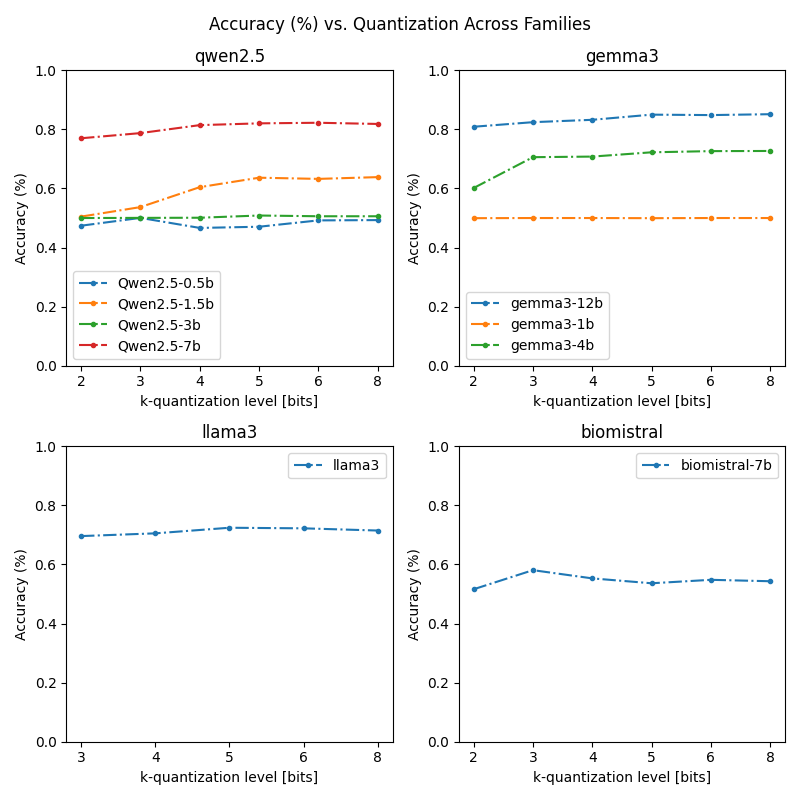 Accuracy (%) vs. Quantization Across Families
qwen2.5
Accuracy (%)
1.0
0.8
0.6
0.4
0.2
0.0
Qwen2.5-0.5b
Qwen2.5-1.5b
Qwen2.5-3b
Qwen2.5-7b
2 3 4 5 6 8
k-quantization level [bits]
gemma3
Accuracy (%)
1.0
0.8
0.6
0.4
0.2
0.0
gemma3-12b
gemma3-1b
gemma3-4b
2 3 4 5 6 8
k-quantization level [bits]
llama3
Accuracy (%)
1.0
0.8
0.6
0.4
0.2
0.0
llama3
3 4 5 6 8
k-quantization level [bits]
biomistral
Accuracy (%)
1.0
0.8
0.6
0.4
0.2
0.0
biomistral-7b
2 3 4 5 6 8
k-quantization level [bits]